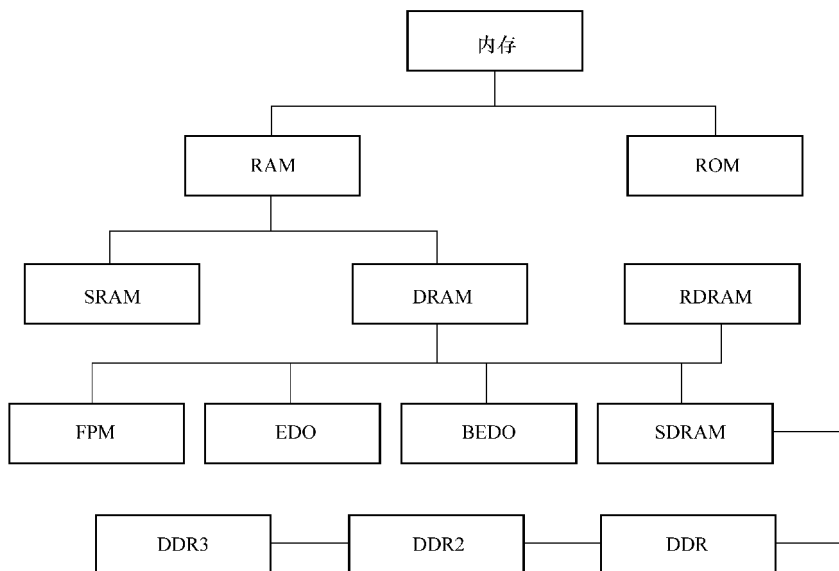 内存
RAM
ROM
SRAM
DRAM
RDRAM
FPM
EDO
BEDO
SDRAM
DDR3
DDR2
DDR